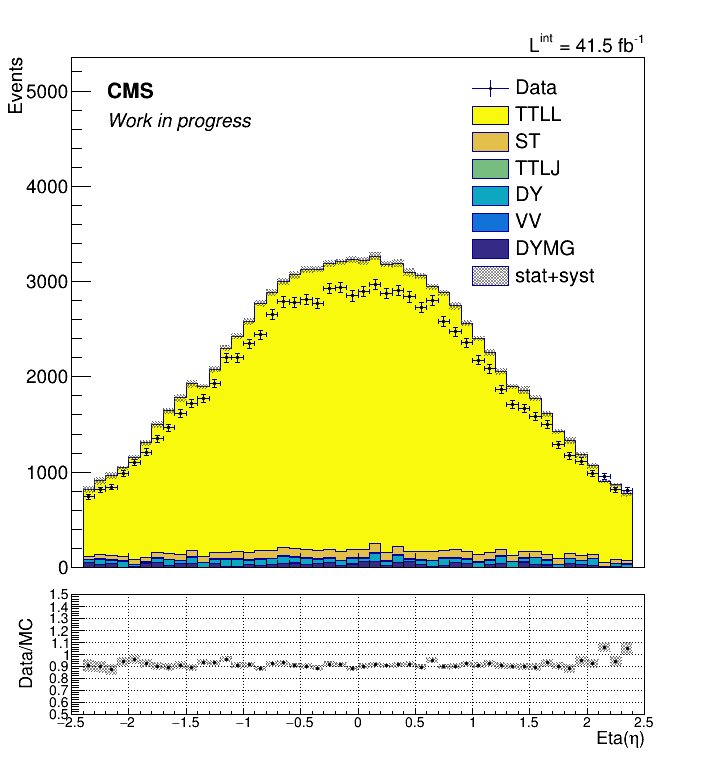 L^int = 41.5 fb^-1
Events
CMS
Work in progress
Data
TTLL
ST
TTLJ
DY
VV
DYMG
stat+syst
5000
4000
3000
2000
1000
0
Data/MC
1.5
1.4
1.3
1.2
1.1
1
0.9
0.8
0.7
0.6
0.5
−2.5 −2 −1.5 −1 −0.5 0 0.5 1 1.5 2 2.5
Eta(η)